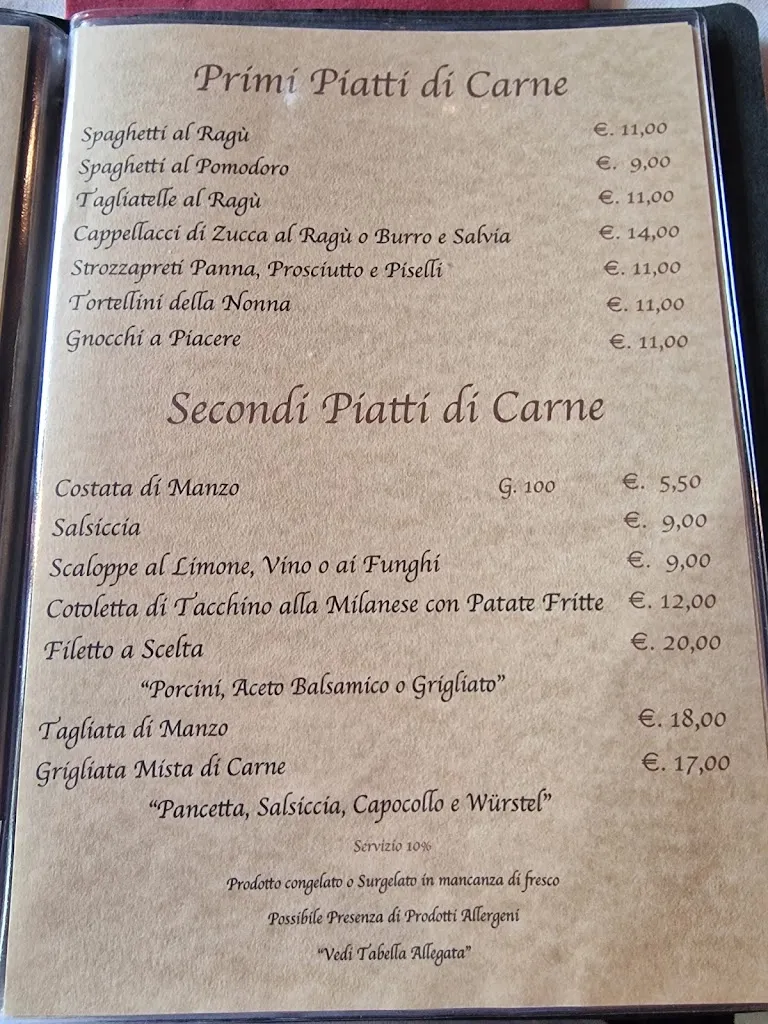 Primi Piatti di Carne
Spaghetti al Ragù €. 11,00
Spaghetti al Pomodoro €. 9,00
Tagliatelle al Ragù €. 11,00
Cappellacci di Zucca al Ragù o Burro e Salvia €. 14,00
Strozzapreti Panna, Prosciutto e Piselli €. 11,00
Tortellini della Nonna €. 11,00
Gnocchi a Piacere €. 11,00
Secondi Piatti di Carne
Costata di Manzo G. 100 €. 5,50
Salsiccia €. 9,00
Scaloppe al Limone, Vino o ai Funghi €. 9,00
Cotoletta di Tacchino alla Milanese con Patate Fritte €. 12,00
Filetto a Scelta €. 20,00
“Porcini, Aceto Balsamico o Grigliato”
Tagliata di Manzo €. 18,00
Grigliata Mista di Carne €. 17,00
“Pancetta, Salsiccia, Capocollo e Würstel”
Servizio 10%
Prodotto congelato o Surgelato in mancanza di fresco
Possibile Presenza di Prodotti Allergeni
“Vedi Tabella Allegata”